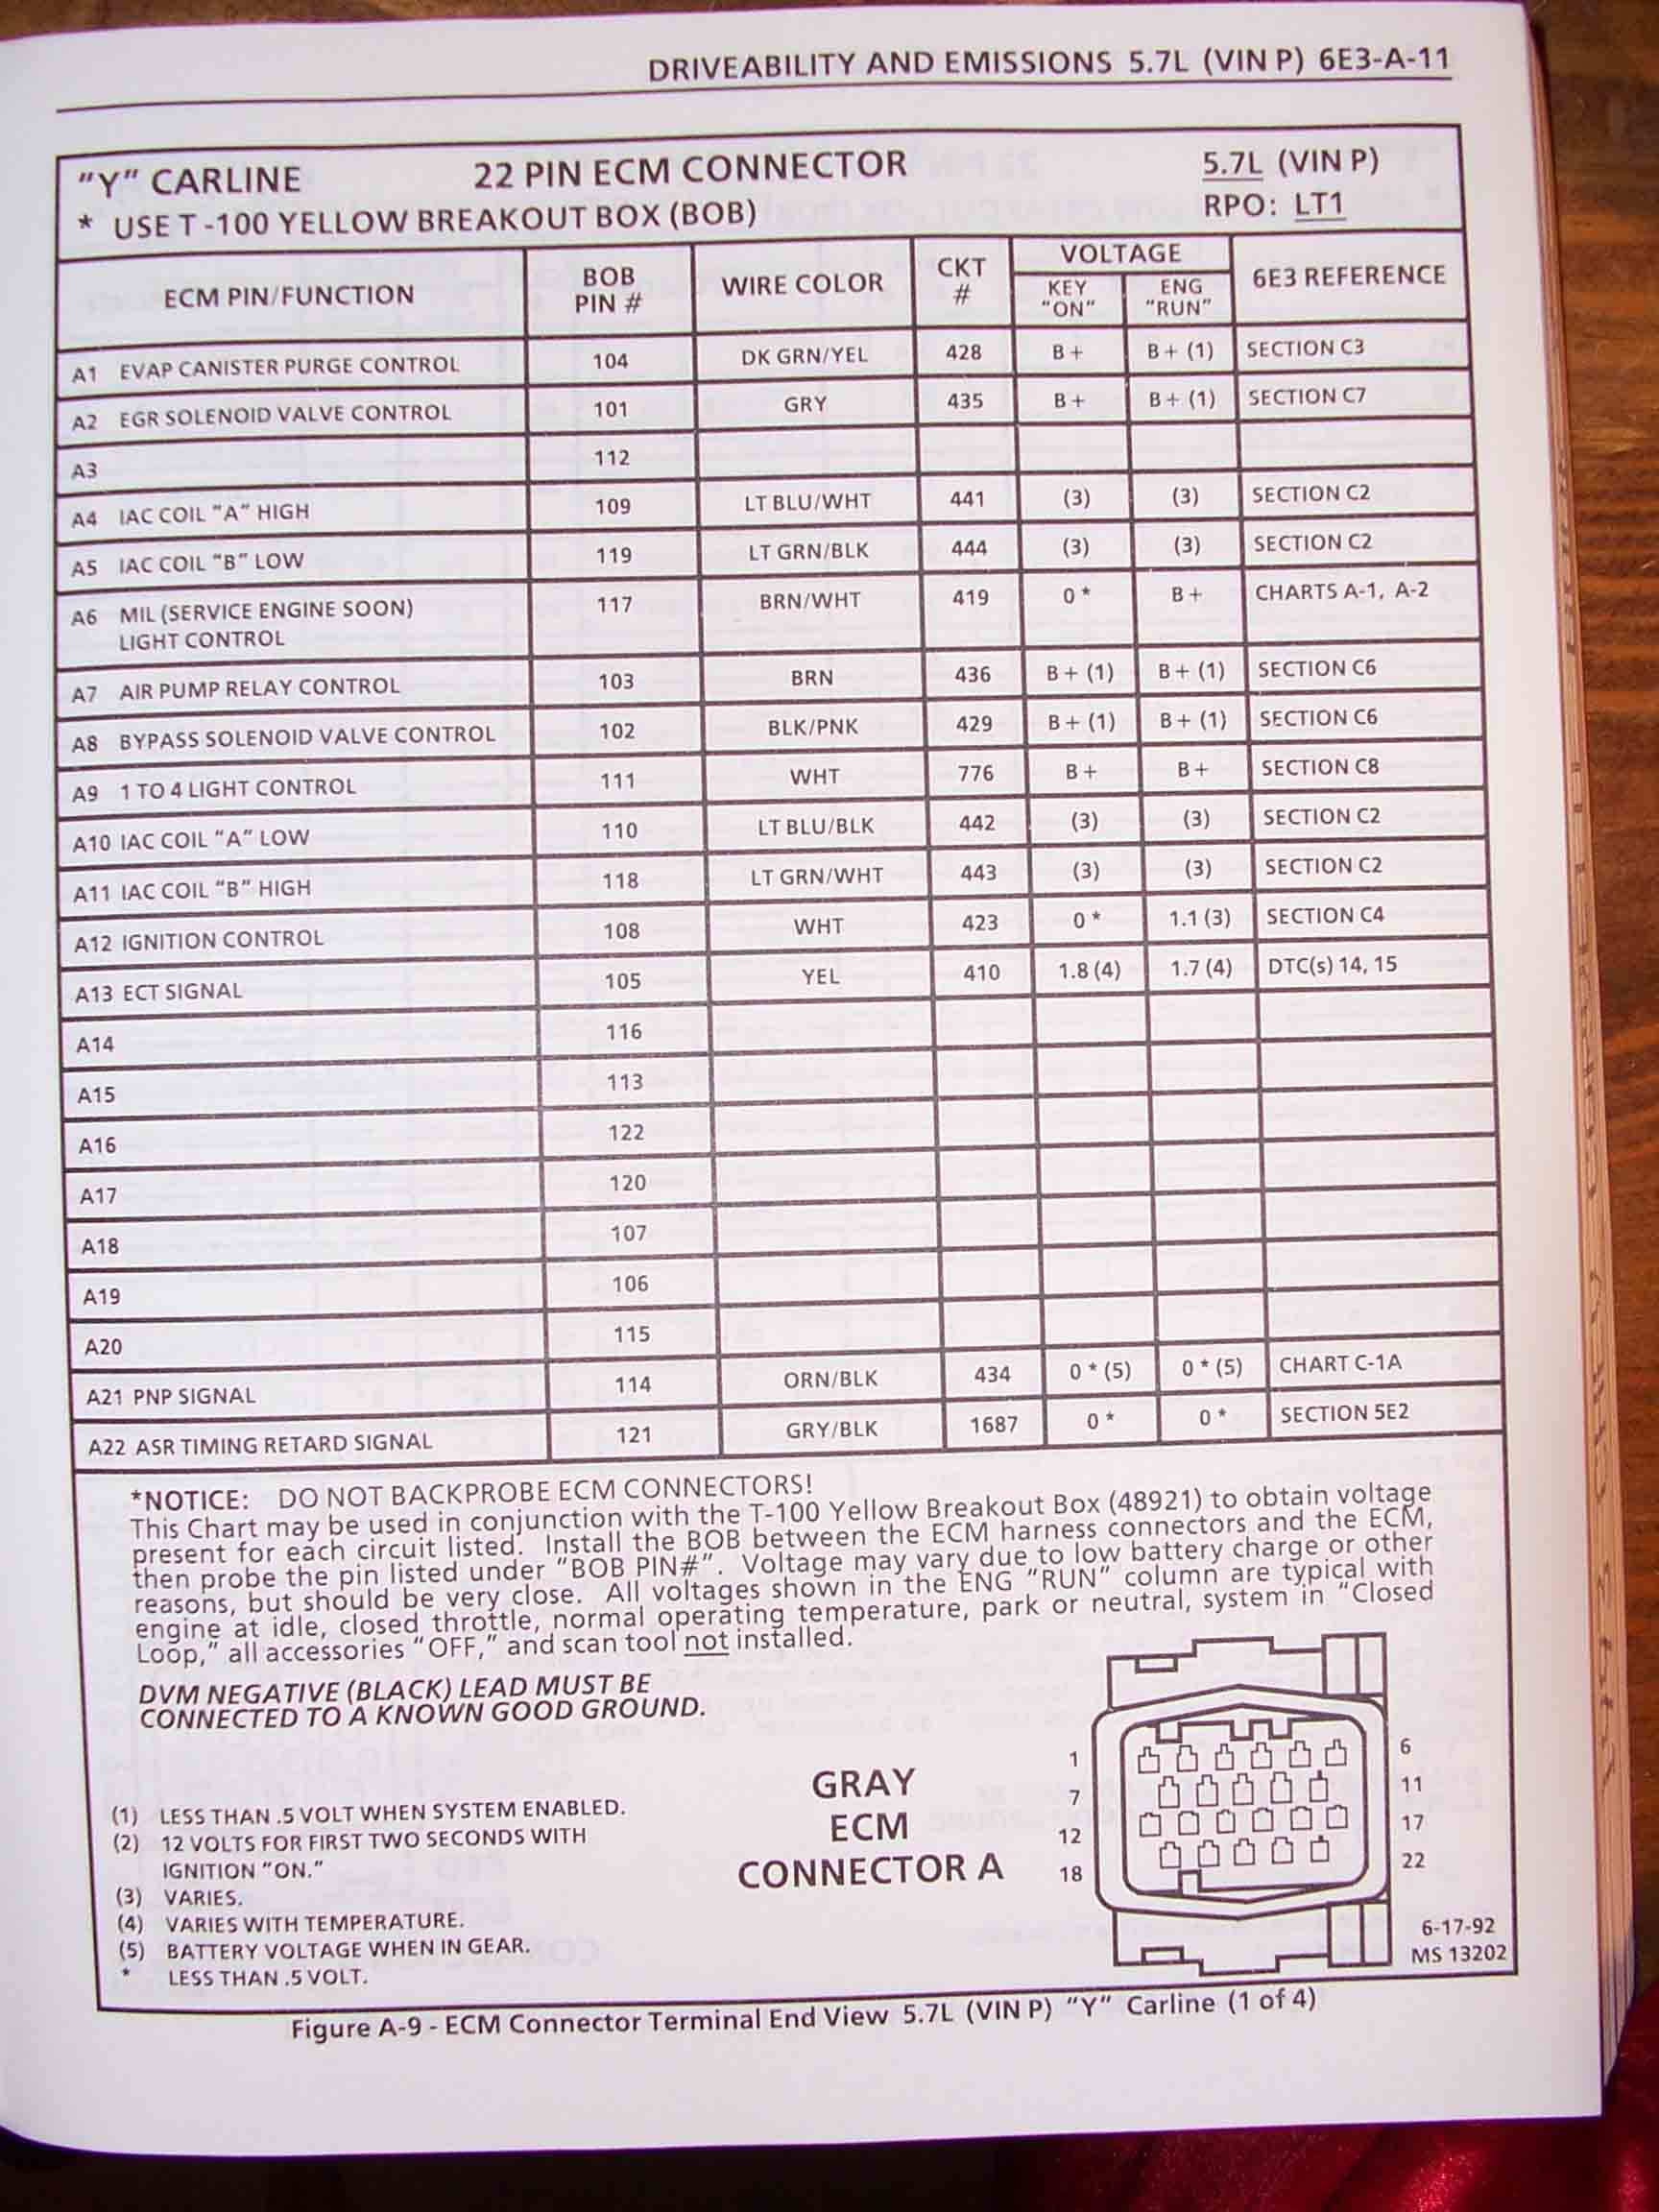 DRIVEABILITY AND EMISSIONS 5.7L (VIN P) 6E3-A-11
"Y" CARLINE 22 PIN ECM CONNECTOR 5.7L (VIN P)
* USE T-100 YELLOW BREAKOUT BOX (BOB) RPO: LT1
ECM PIN/FUNCTION BOB PIN # WIRE COLOR CKT # VOLTAGE KEY "ON" ENG "RUN" 6E3 REFERENCE
A1 EVAP CANISTER PURGE CONTROL 104 DK GRN/YEL 428 B+ B+ (1) SECTION C3
A2 EGR SOLENOID VALVE CONTROL 101 GRY 435 B+ B+ (1) SECTION C7
A3 112
A4 IAC COIL "A" HIGH 109 LT BLU/WHT 441 (3) (3) SECTION C2
A5 IAC COIL "B" LOW 119 LT GRN/BLK 444 (3) (3) SECTION C2
A6 MIL (SERVICE ENGINE SOON) 117 BRN/WHT 419 0 * B+ CHARTS A-1, A-2
LIGHT CONTROL
A7 AIR PUMP RELAY CONTROL 103 BRN 436 B+ (1) B+ (1) SECTION C6
A8 BYPASS SOLENOID VALVE CONTROL 102 BLK/PNK 429 B+ (1) B+ (1) SECTION C6
A9 1 TO 4 LIGHT CONTROL 111 WHT 776 B+ B+ SECTION C8
A10 IAC COIL "A" LOW 110 LT BLU/BLK 442 (3) (3) SECTION C2
A11 IAC COIL "B" HIGH 118 LT GRN/WHT 443 (3) (3) SECTION C2
A12 IGNITION CONTROL 108 WHT 423 0 * 1.1 (3) SECTION C4
A13 ECT SIGNAL 105 YEL 410 1.8 (4) 1.7 (4) DTC(s) 14, 15
A14 116
A15 113
A16 122
A17 120
A18 107
A19 106
A20 115
A21 PNP SIGNAL 114 ORN/BLK 434 0 * (5) 0 * (5) CHART C-1A
A22 ASR TIMING RETARD SIGNAL 121 GRY/BLK 1687 0 * 0 * SECTION 5E2
*NOTICE: DO NOT BACKPROBE ECM CONNECTORS!
This Chart may be used in conjunction with the T-100 Yellow Breakout Box (48921) to obtain voltage
present for each circuit listed. Install the BOB between the ECM harness connectors and the ECM,
then probe the pin listed under "BOB PIN#". Voltage may vary due to low battery charge or other
reasons, but should be very close. All voltages shown in the ENG "RUN" column are typical with
engine at idle, closed throttle, normal operating temperature, park or neutral, system in "Closed
Loop," all accessories "OFF," and scan tool not installed.
DVM NEGATIVE (BLACK) LEAD MUST BE
CONNECTED TO A KNOWN GOOD GROUND.
(1) LESS THAN .5 VOLT WHEN SYSTEM ENABLED.
(2) 12 VOLTS FOR FIRST TWO SECONDS WITH
IGNITION "ON."
(3) VARIES.
(4) VARIES WITH TEMPERATURE.
(5) BATTERY VOLTAGE WHEN IN GEAR.
* LESS THAN .5 VOLT.
GRAY
ECM
CONNECTOR A
1 6
7 11
12 17
18 22
6-17-92
MS 13202
Figure A-9 - ECM Connector Terminal End View 5.7L (VIN P) "Y" Carline (1 of 4)